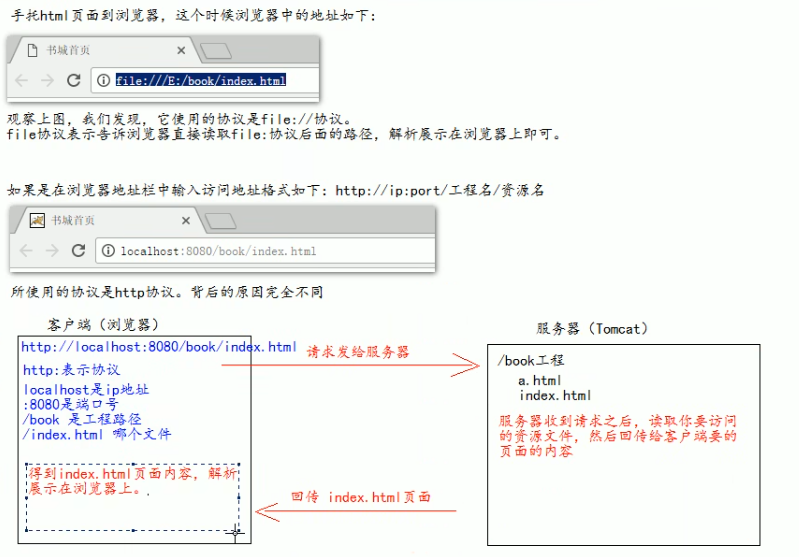 手托html页面到浏览器，这个时候浏览器中的地址如下：
书城首页
file:///E:/book/index.html
观察上图，我们发现，它使用的协议是file://协议。
file协议表示告诉浏览器直接读取file:协议后面的路径，解析展示在浏览器上即可。
如果是在浏览器地址栏中输入访问地址格式如下：http://ip:port/工程名/资源名
书城首页
localhost:8080/book/index.html
所使用的协议是http协议。背后的原因完全不同
客户端（浏览器）
http://localhost:8080/book/index.html
http:表示协议
localhost是ip地址
:8080是端口号
/book 是工程路径
/index.html 哪个文件
得到index.html页面内容，解析
展示在浏览器上。
请求发给服务器
回传 index.html页面
服务器（Tomcat）
/book工程
a.html
index.html
服务器收到请求之后，读取你要访问
的资源文件，然后回传给客户端要的
页面的内容